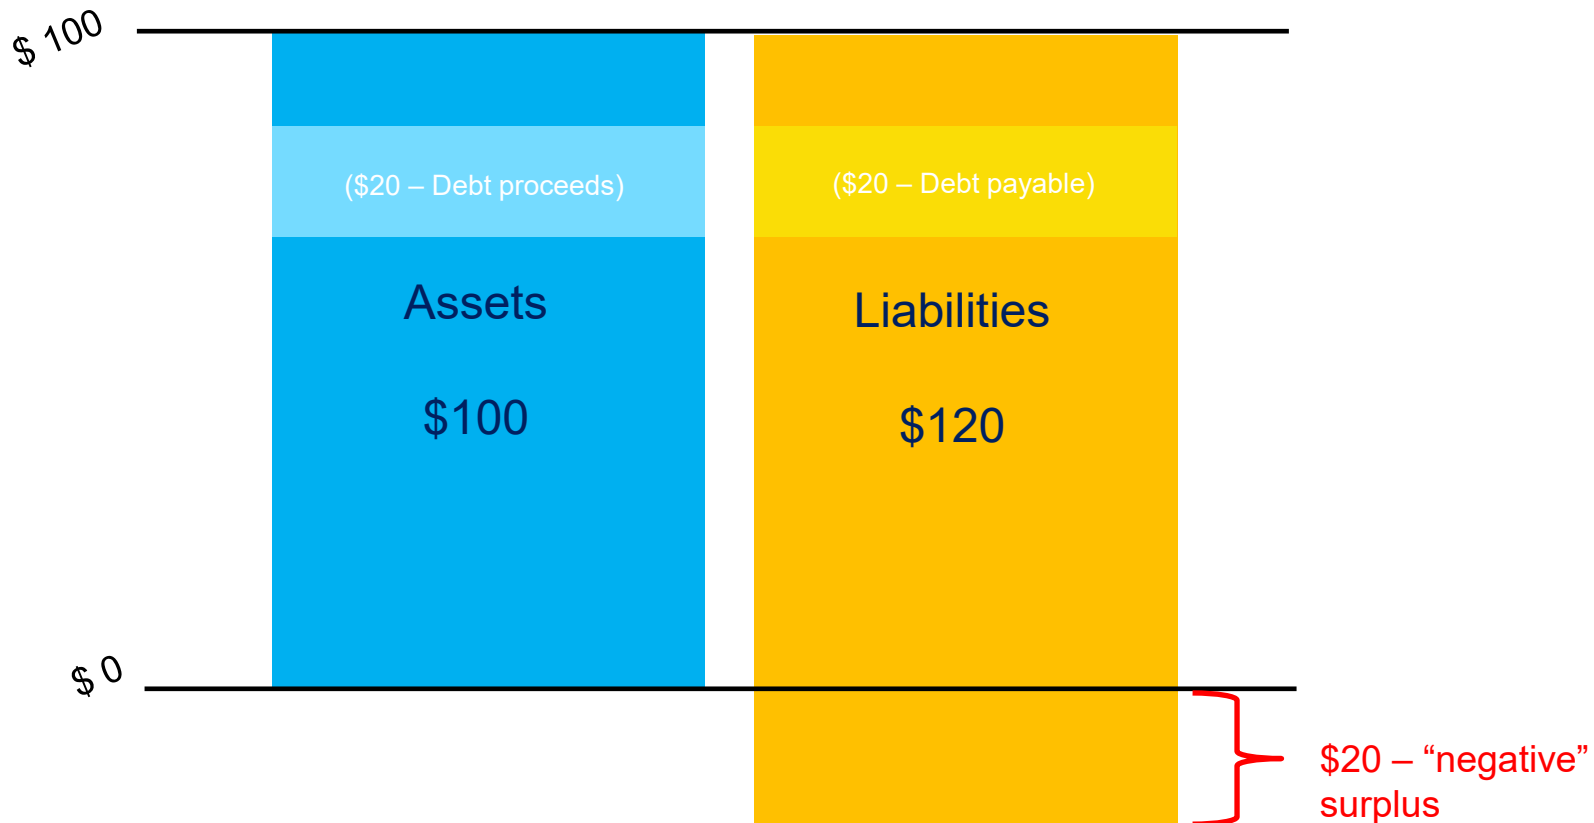 $ 100
($20 – Debt proceeds)
($20 – Debt payable)
Assets
Liabilities
$100
$120
$ 0
$20 – “negative”
surplus